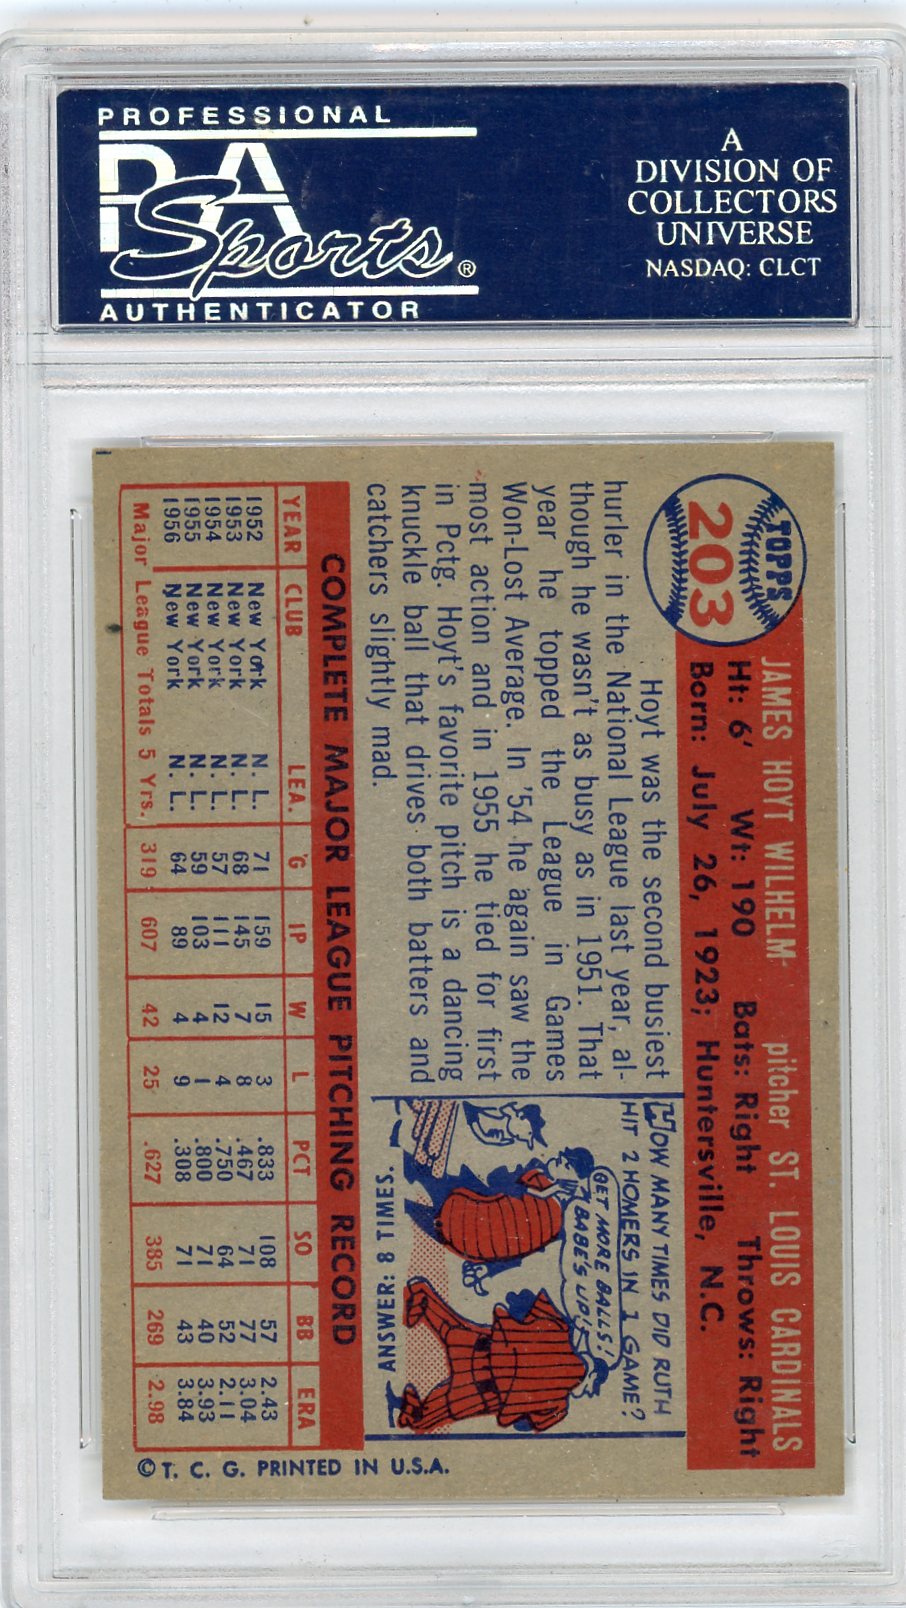 PROFESSIONAL
PSA
Sports®
AUTHENTICATOR
A
DIVISION OF
COLLECTORS
UNIVERSE
NASDAQ: CLCT
TOPPS
203
JAMES HOYT WILHELM- pitcher ST. LOUIS CARDINALS
Ht: 6' Wt: 190 Bats: Right Throws: Right
Born: July 26, 1923; Huntersville, N.C.
Hoyt was the second busiest
hurler in the National League last year, al-
though he wasn't as busy as in 1951. That
year he topped the League in Games
Won-Lost Average. In '54 he again saw the
most action and in 1955 he tied for first
in Pctg. Hoyt's favorite pitch is a dancing
knuckle ball that drives both batters and
catchers slightly mad.
HOW MANY TIMES DID RUTH
HIT 2 HOMERS IN 1 GAME?
GET MORE BALLS!
BABE'S UP!
ANSWER: 8 TIMES.
COMPLETE MAJOR LEAGUE PITCHING RECORD
YEAR CLUB LEA. G IP W L PCT SO BB ERA
1952 New York N. L. 71 159 15 3 .833 108 57 2.43
1953 New York N. L. 68 145 7 8 .467 71 77 3.04
1954 New York N. L. 57 111 12 4 .750 64 52 2.11
1955 New York N. L. 59 103 4 1 .800 71 40 3.93
1956 New York N. L. 64 89 4 9 .308 71 43 3.84
Major League Totals 5 Yrs. 319 607 42 25 .627 385 269 2.98
© T. C. G. PRINTED IN U.S.A.